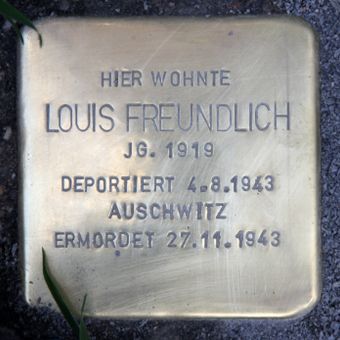 HIER WOHNTE
LOUIS FREUNDLICH
JG. 1919
DEPORTIERT 4.8.1943
AUSCHWITZ
ERMORDET 27.11.1943